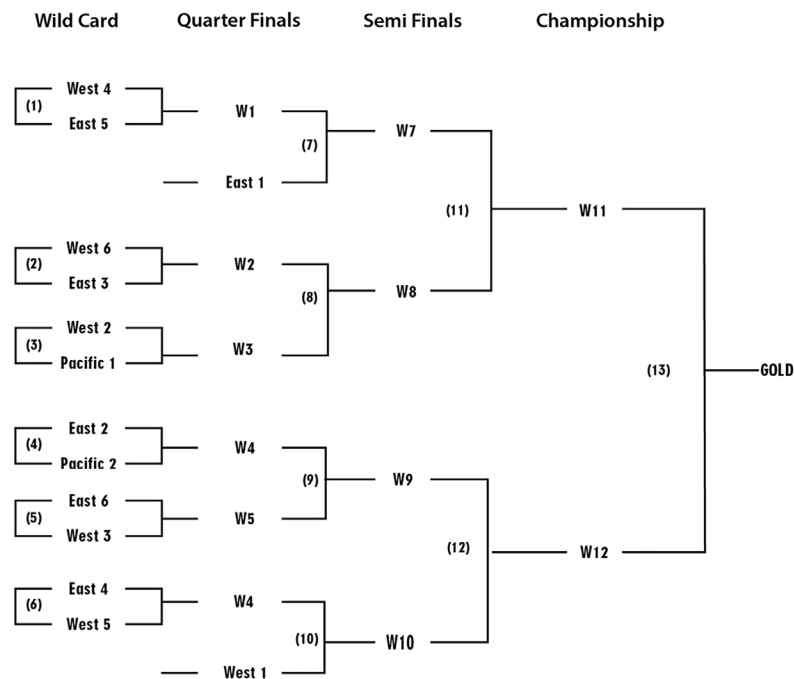 Wild Card Quarter Finals Semi Finals Championship
West 4
(1)
East 5
W1
(7)
East 1
W7
West 6
(2)
East 3
W2
(8)
West 2
(3)
Pacific 1
W3
W8
(11)
W11
East 2
(4)
Pacific 2
W4
(9)
East 6
(5)
West 3
W5
W9
East 4
(6)
West 5
W4
(10)
West 1
W10
(12)
W12
(13)
GOLD